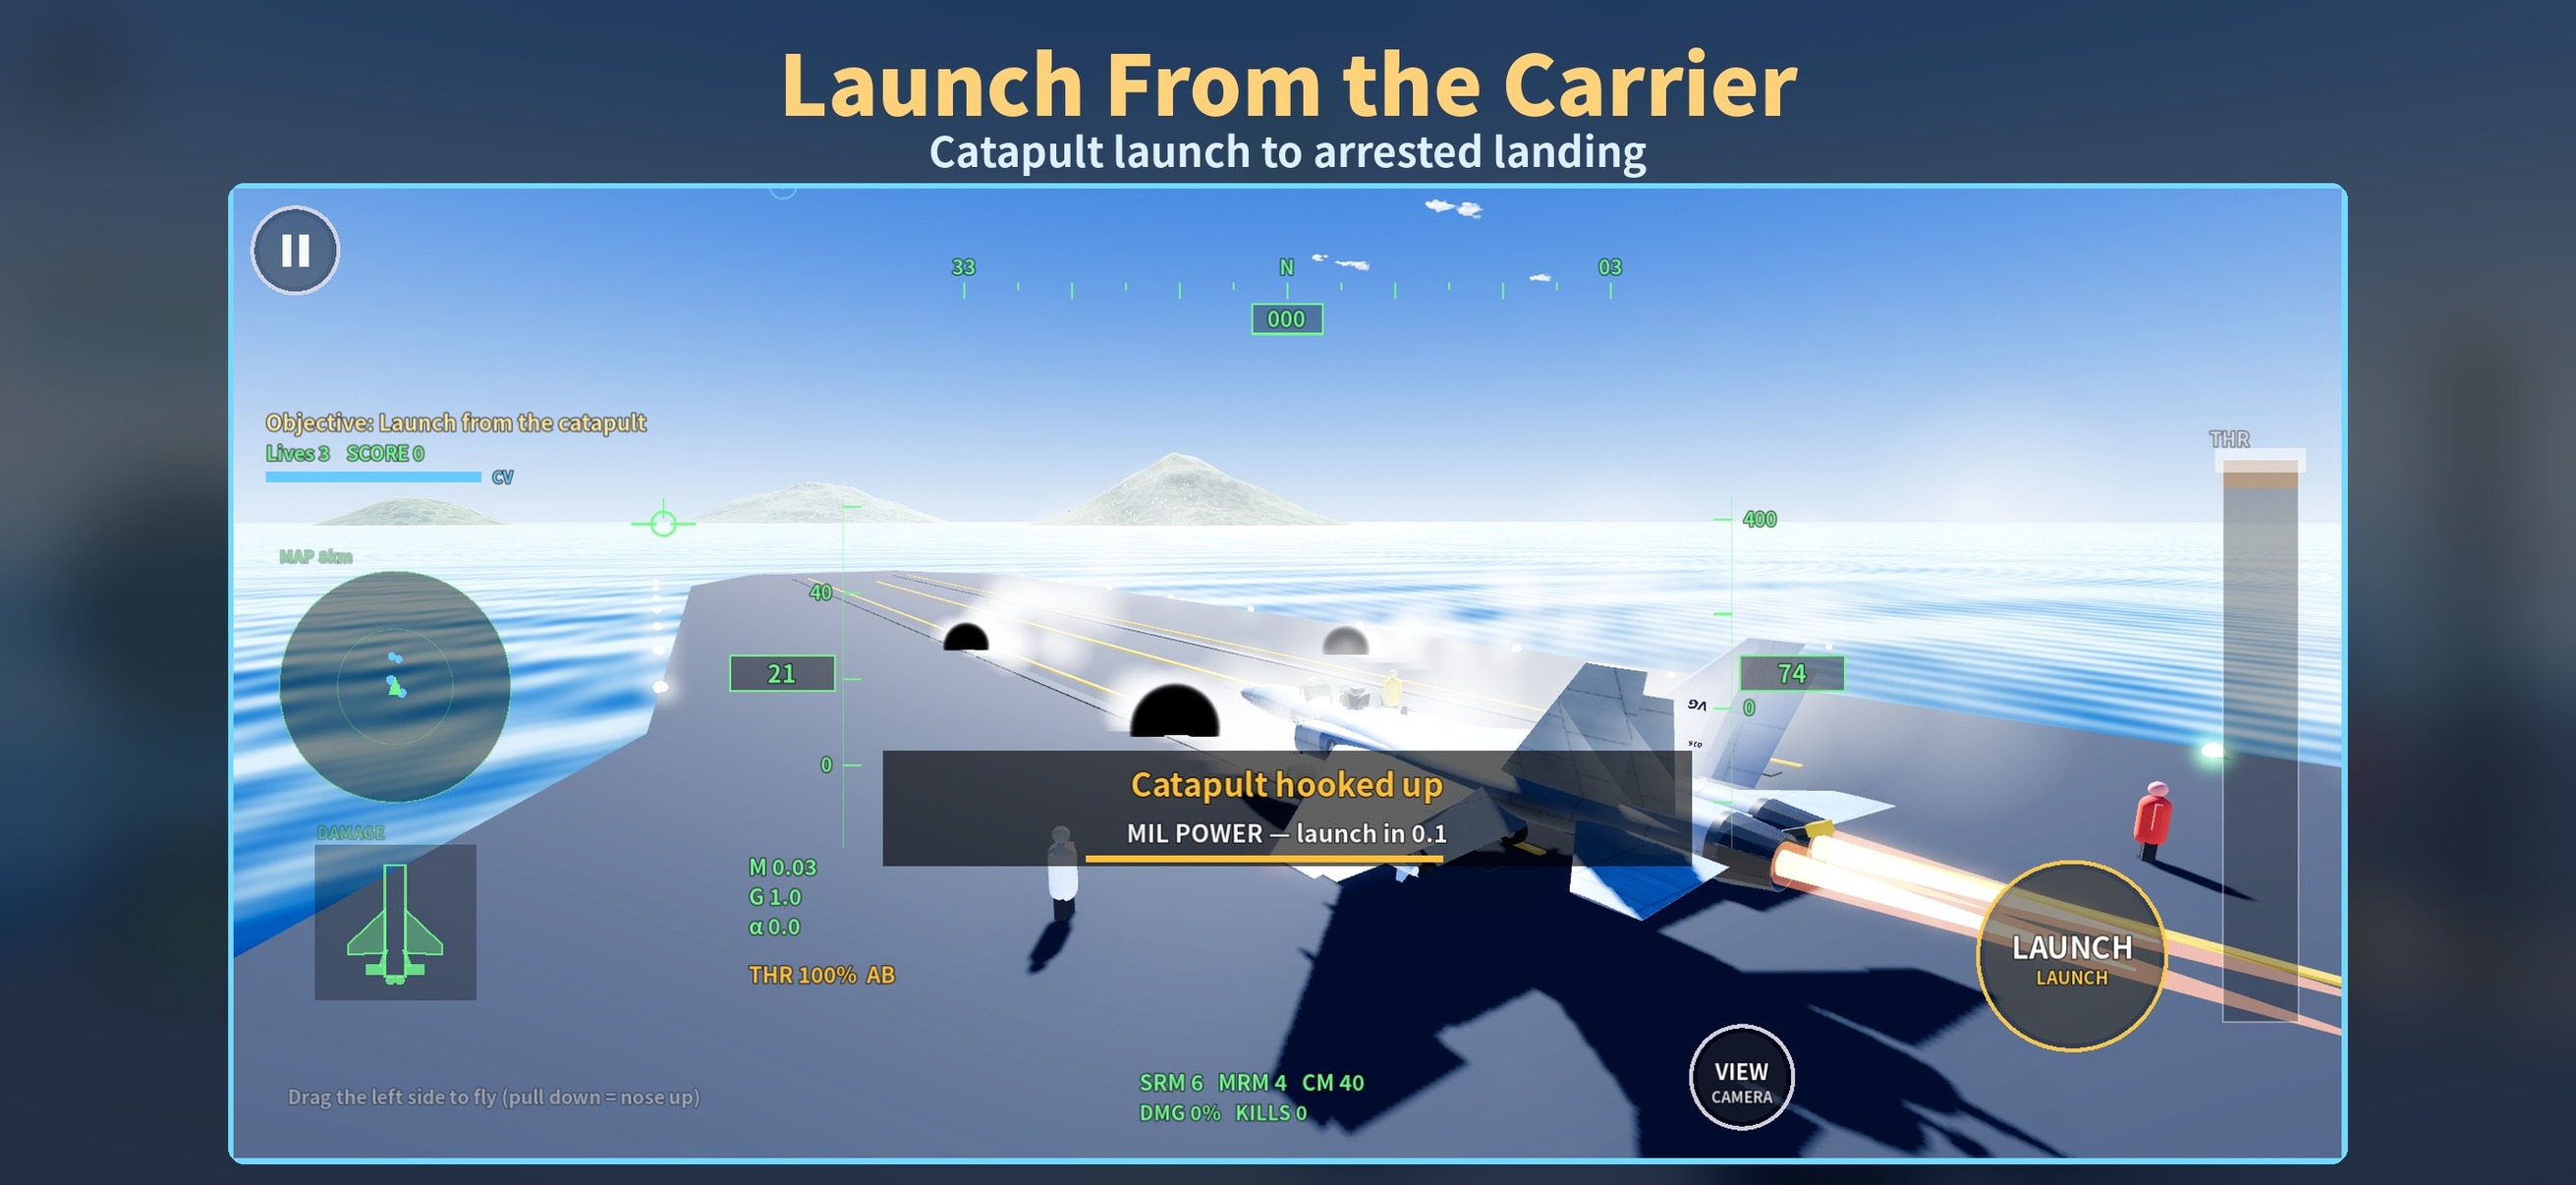 Launch From the Carrier
Catapult launch to arrested landing
33 N 03
000
Objective: Launch from the catapult
Lives 3 SCORE 0
CV
THR
400
MAP 8km
40
21
74
VG
0
0
Catapult hooked up
MIL POWER — launch in 0.1
DAMAGE
M 0.03
G 1.0
α 0.0
THR 100% AB
LAUNCH
LAUNCH
VIEW
CAMERA
SRM 6 MRM 4 CM 40
DMG 0% KILLS 0
Drag the left side to fly (pull down = nose up)